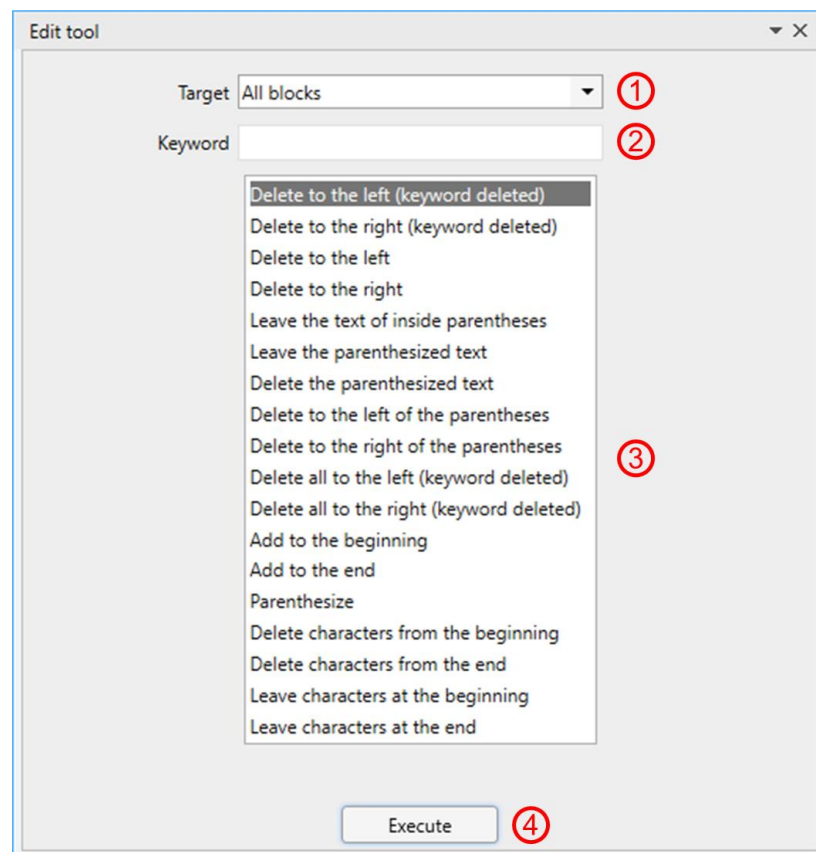 Edit tool
Target All blocks ①
Keyword ②
Delete to the left (keyword deleted)
Delete to the right (keyword deleted)
Delete to the left
Delete to the right
Leave the text of inside parentheses
Leave the parenthesized text
Delete the parenthesized text
Delete to the left of the parentheses
Delete to the right of the parentheses
③
Delete all to the left (keyword deleted)
Delete all to the right (keyword deleted)
Add to the beginning
Add to the end
Parenthesize
Delete characters from the beginning
Delete characters from the end
Leave characters at the beginning
Leave characters at the end
Execute ④